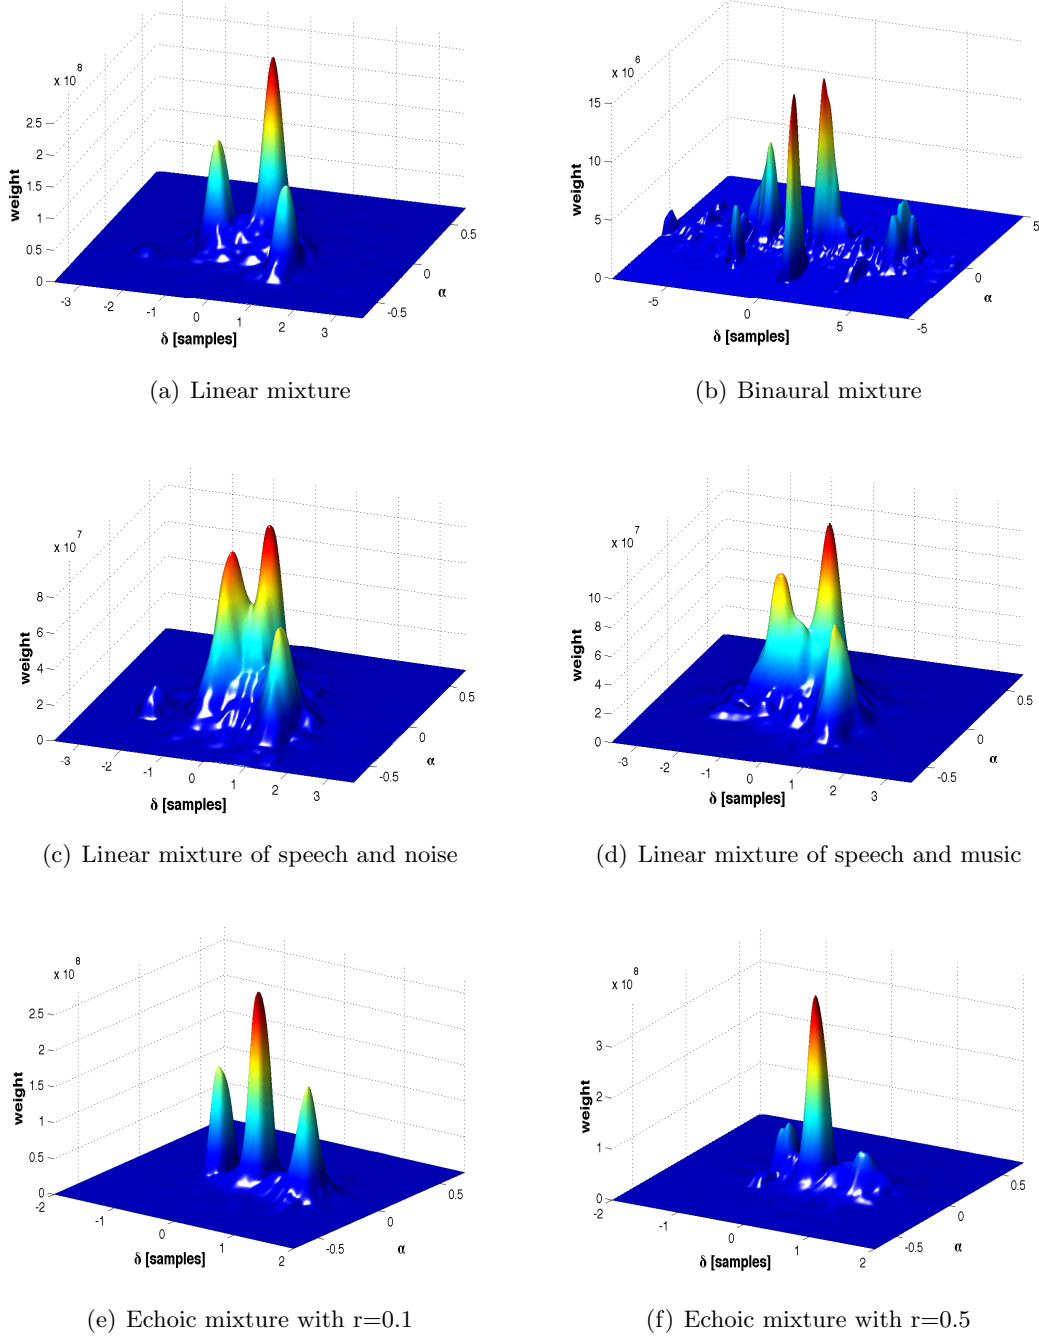 x 10^8
2.5
2
1.5
1
0.5
0
weight
-3
-2
-1
0
1
2
3
δ [samples]
-0.5
0
0.5
α
(a) Linear mixture
x 10^6
15
10
5
0
weight
-5
0
5
δ [samples]
-5
0
5
α
(b) Binaural mixture
x 10^7
8
6
4
2
0
weight
-3
-2
-1
0
1
2
3
δ [samples]
-0.5
0
0.5
α
(c) Linear mixture of speech and noise
x 10^7
10
8
6
4
2
0
weight
-3
-2
-1
0
1
2
3
δ [samples]
-0.5
0
0.5
α
(d) Linear mixture of speech and music
x 10^8
2.5
2
1.5
1
0.5
0
weight
-2
-1
0
1
2
δ [samples]
-0.5
0
0.5
α
(e) Echoic mixture with r=0.1
x 10^8
3
2
1
0
weight
-2
-1
0
1
2
δ [samples]
-0.5
0
0.5
α
(f) Echoic mixture with r=0.5